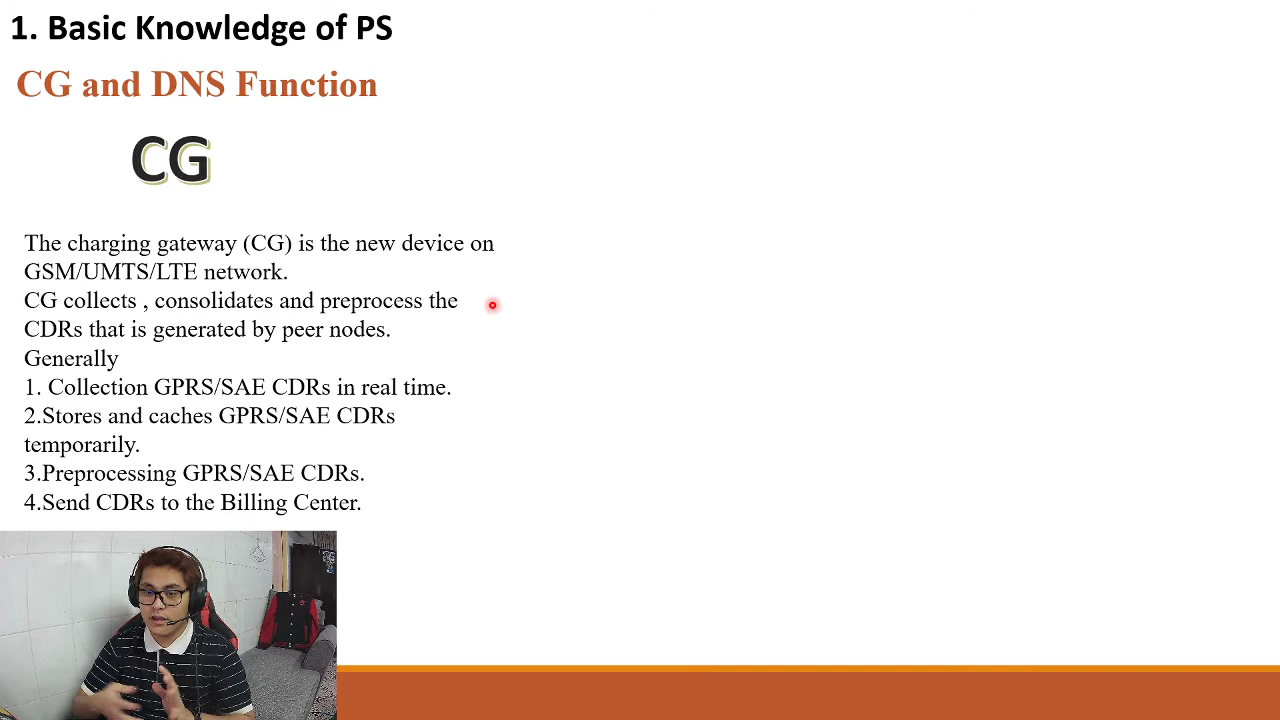 1. Basic Knowledge of PS
CG and DNS Function
CG
The charging gateway (CG) is the new device on
GSM/UMTS/LTE network.
CG collects , consolidates and preprocess the
CDRs that is generated by peer nodes.
Generally
1. Collection GPRS/SAE CDRs in real time.
2.Stores and caches GPRS/SAE CDRs
temporarily.
3.Preprocessing GPRS/SAE CDRs.
4.Send CDRs to the Billing Center.